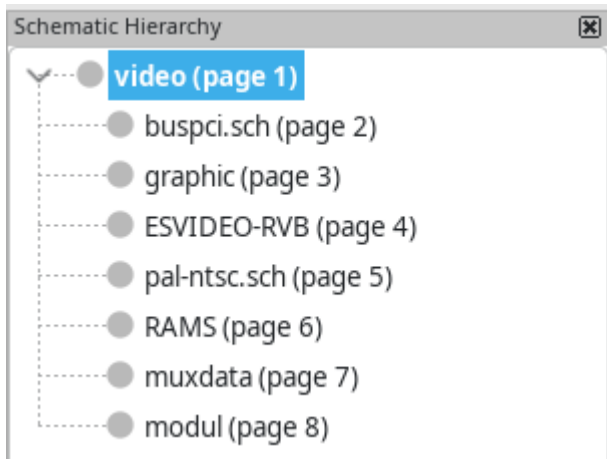 Schematic Hierarchy
video (page 1)
buspci.sch (page 2)
graphic (page 3)
ESVIDEO-RVB (page 4)
pal-ntsc.sch (page 5)
RAMS (page 6)
muxdata (page 7)
modul (page 8)